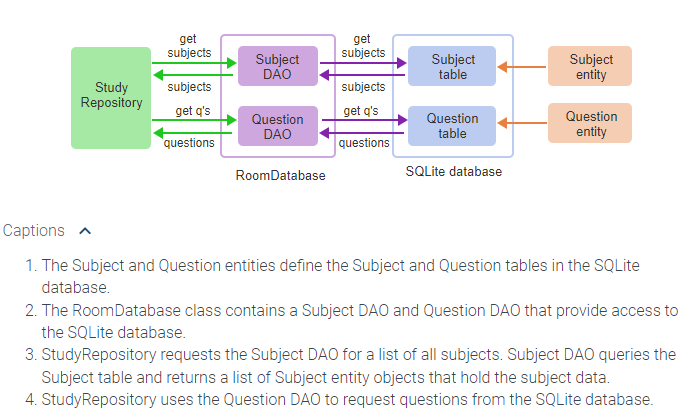 get
subjects
get
subjects
Study
Repository
Subject
DAO
Subject
table
Subject
entity
subjects
subjects
get q's
get q's
Question
DAO
Question
table
Question
entity
questions
questions
RoomDatabase
SQLite database
Captions
1. The Subject and Question entities define the Subject and Question tables in the SQLite
database.
2. The RoomDatabase class contains a Subject DAO and Question DAO that provide access to
the SQLite database.
3. StudyRepository requests the Subject DAO for a list of all subjects. Subject DAO queries the
Subject table and returns a list of Subject entity objects that hold the subject data.
4. StudyRepository uses the Question DAO to request questions from the SQLite database.